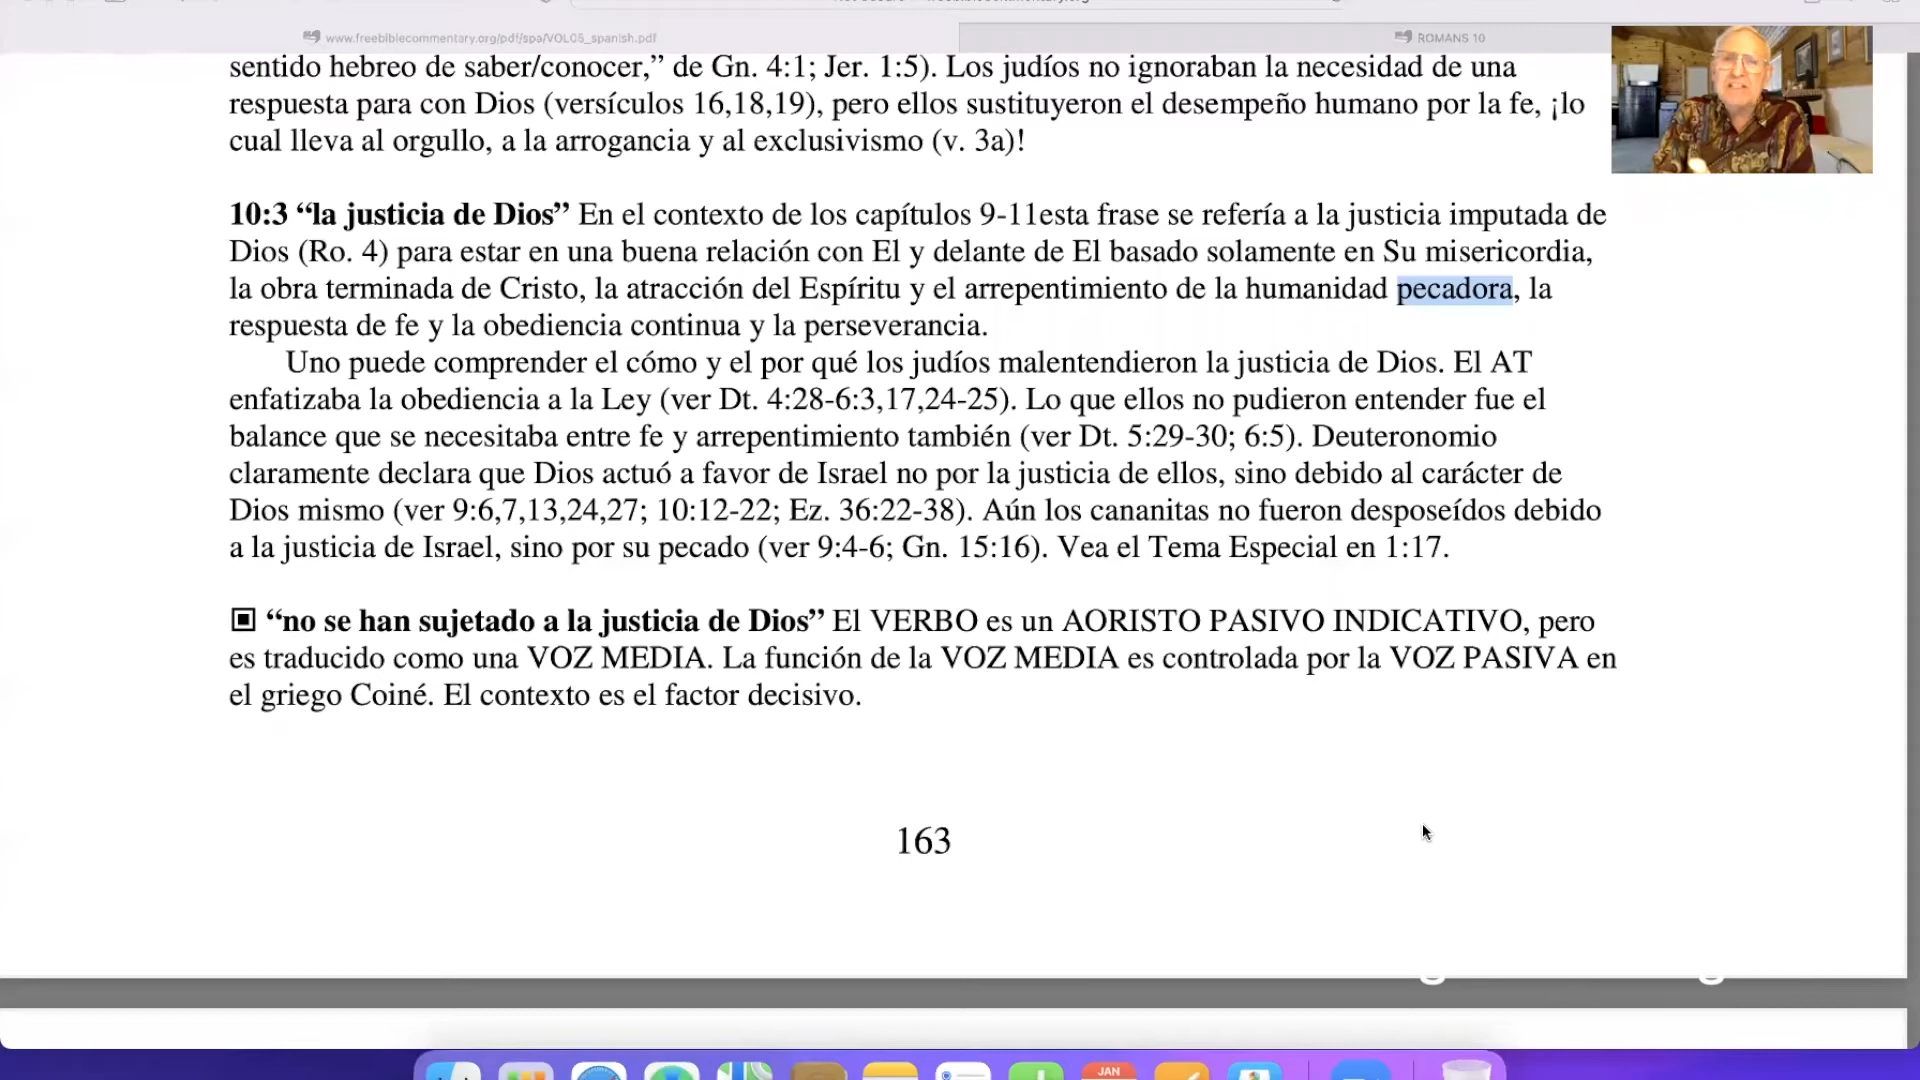 www.freebiblecommentary.org/pdf/spa/VOL05_spanish.pdf
ROMANS 10
sentido hebreo de saber/conocer,” de Gn. 4:1; Jer. 1:5). Los judíos no ignoraban la necesidad de una
respuesta para con Dios (versículos 16,18,19), pero ellos sustituyeron el desempeño humano por la fe, ¡lo
cual lleva al orgullo, a la arrogancia y al exclusivismo (v. 3a)!
10:3 “la justicia de Dios” En el contexto de los capítulos 9-11esta frase se refería a la justicia imputada de
Dios (Ro. 4) para estar en una buena relación con El y delante de El basado solamente en Su misericordia,
la obra terminada de Cristo, la atracción del Espíritu y el arrepentimiento de la humanidad pecadora, la
respuesta de fe y la obediencia continua y la perseverancia.
Uno puede comprender el cómo y el por qué los judíos malentendieron la justicia de Dios. El AT
enfatizaba la obediencia a la Ley (ver Dt. 4:28-6:3,17,24-25). Lo que ellos no pudieron entender fue el
balance que se necesitaba entre fe y arrepentimiento también (ver Dt. 5:29-30; 6:5). Deuteronomio
claramente declara que Dios actuó a favor de Israel no por la justicia de ellos, sino debido al carácter de
Dios mismo (ver 9:6,7,13,24,27; 10:12-22; Ez. 36:22-38). Aún los cananitas no fueron desposeídos debido
a la justicia de Israel, sino por su pecado (ver 9:4-6; Gn. 15:16). Vea el Tema Especial en 1:17.
▣ “no se han sujetado a la justicia de Dios” El VERBO es un AORISTO PASIVO INDICATIVO, pero
es traducido como una VOZ MEDIA. La función de la VOZ MEDIA es controlada por la VOZ PASIVA en
el griego Coiné. El contexto es el factor decisivo.
163
JAN